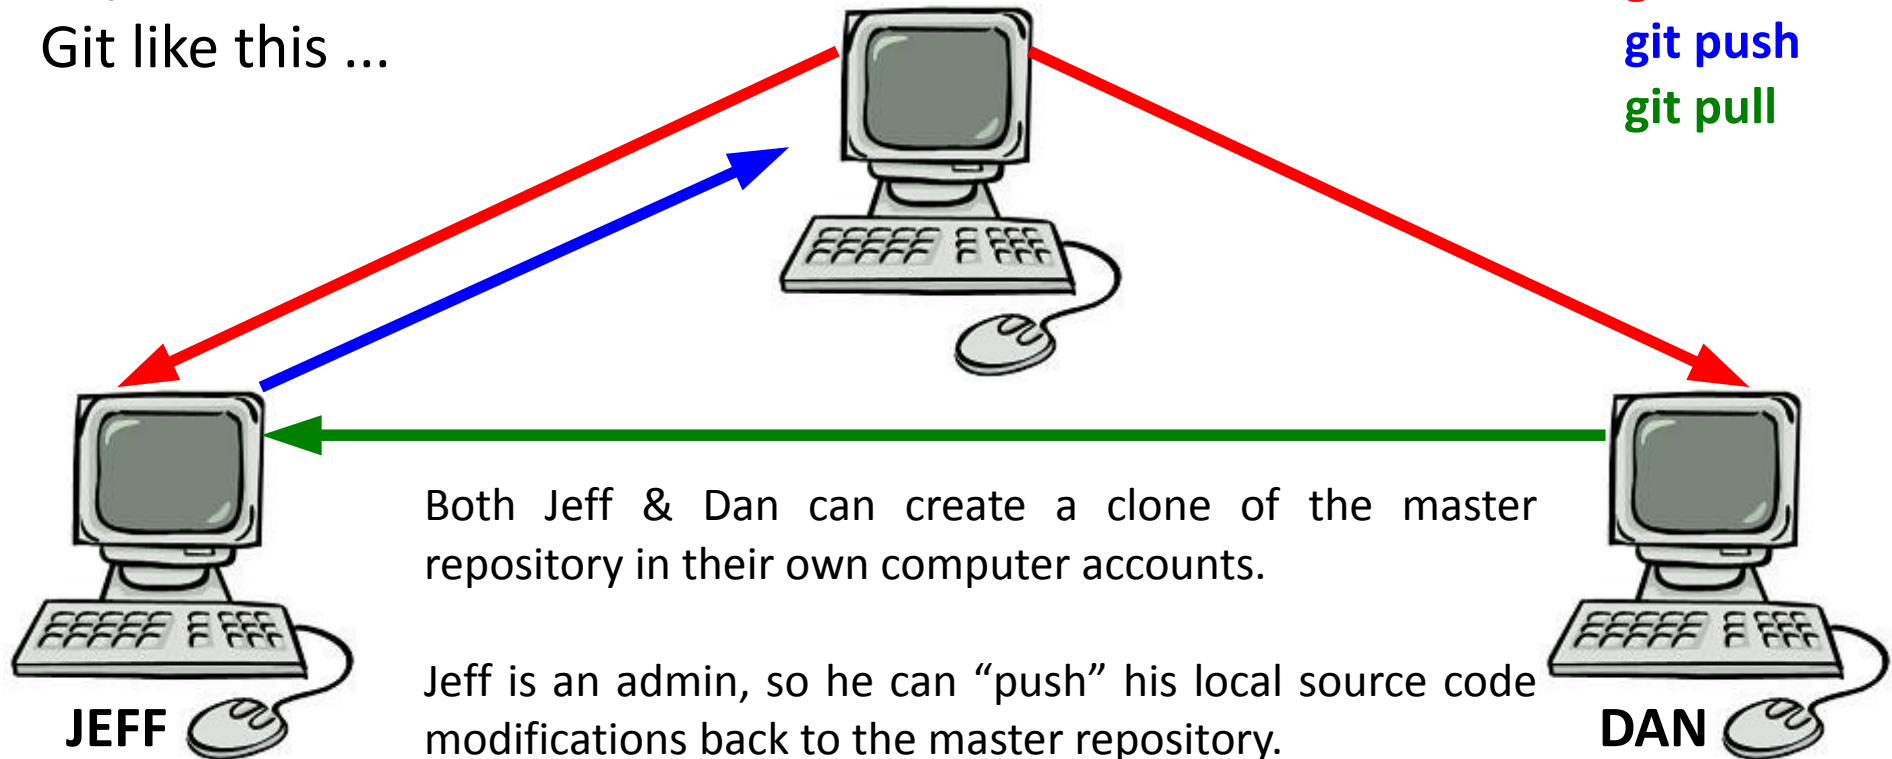 Git like this ...
git push
git pull
Both Jeff & Dan can create a clone of the master
repository in their own computer accounts.
Jeff is an admin, so he can “push” his local source code
modifications back to the master repository.
JEFF
DAN